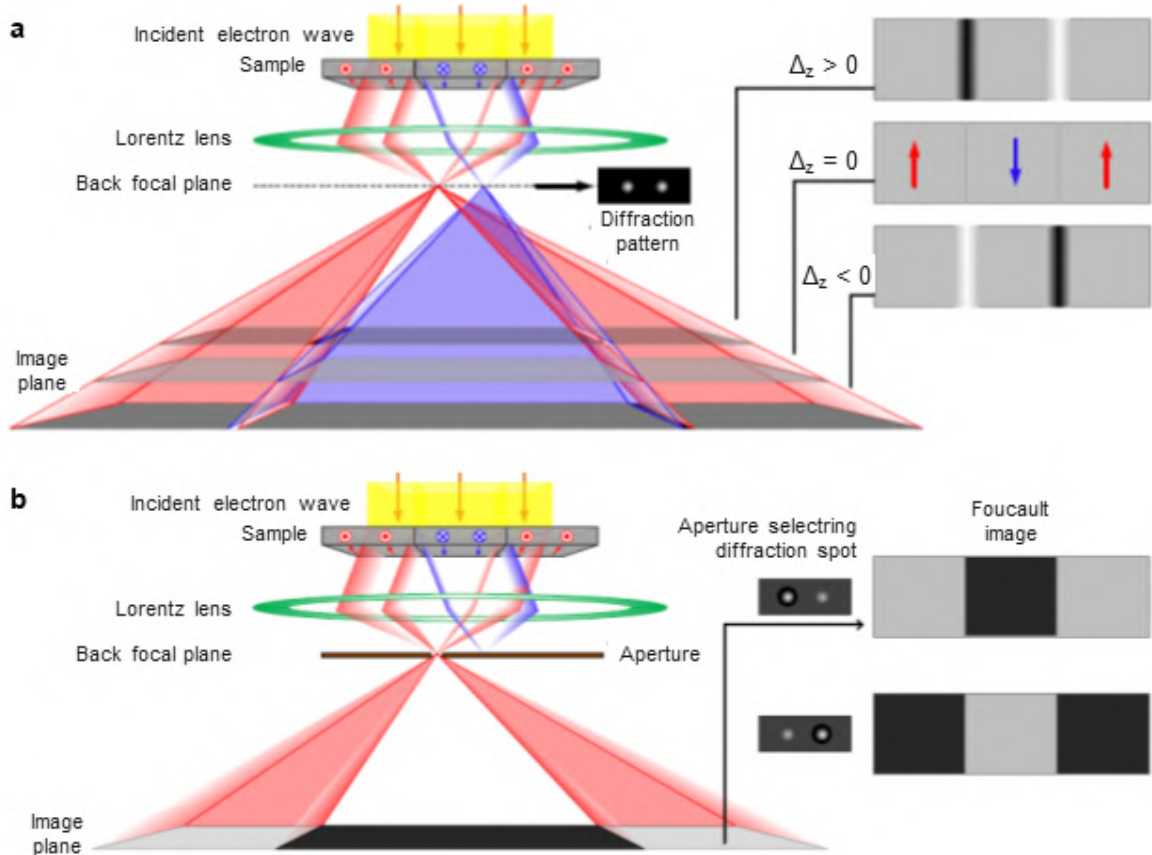 a
Incident electron wave
Sample
Lorentz lens
Back focal plane
Diffraction
pattern
Image
plane
Δz > 0
Δz = 0
Δz < 0
b
Incident electron wave
Sample
Lorentz lens
Back focal plane
Aperture
Image
plane
Aperture selectring
diffraction spot
Foucault
image